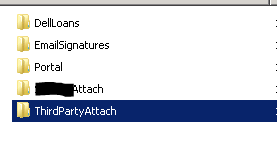 DellLoans
EmailSignatures
Portal
Attach
ThirdPartyAttach